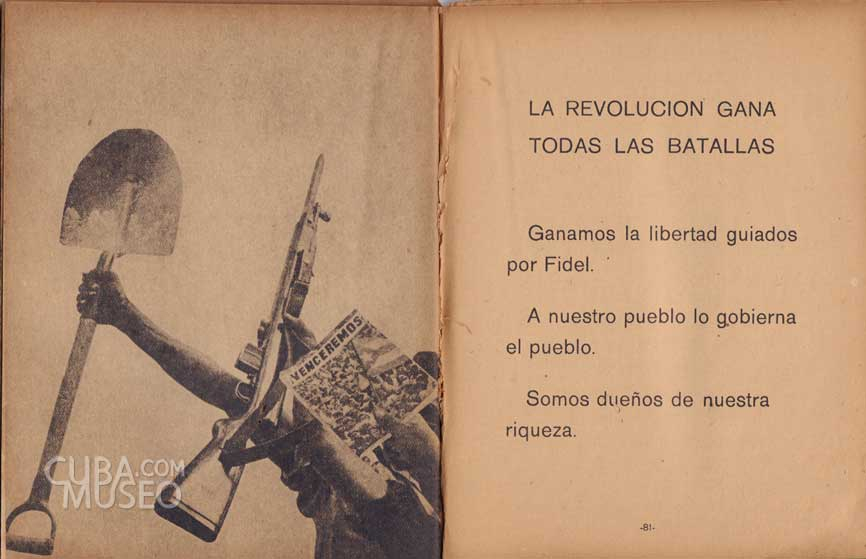 VENCEREMOS
CUBA.COM
MUSEO
LA REVOLUCION GANA
TODAS LAS BATALLAS
Ganamos la libertad guiados
por Fidel.
A nuestro pueblo lo gobierna
el pueblo.
Somos dueños de nuestra
riqueza.
-81-